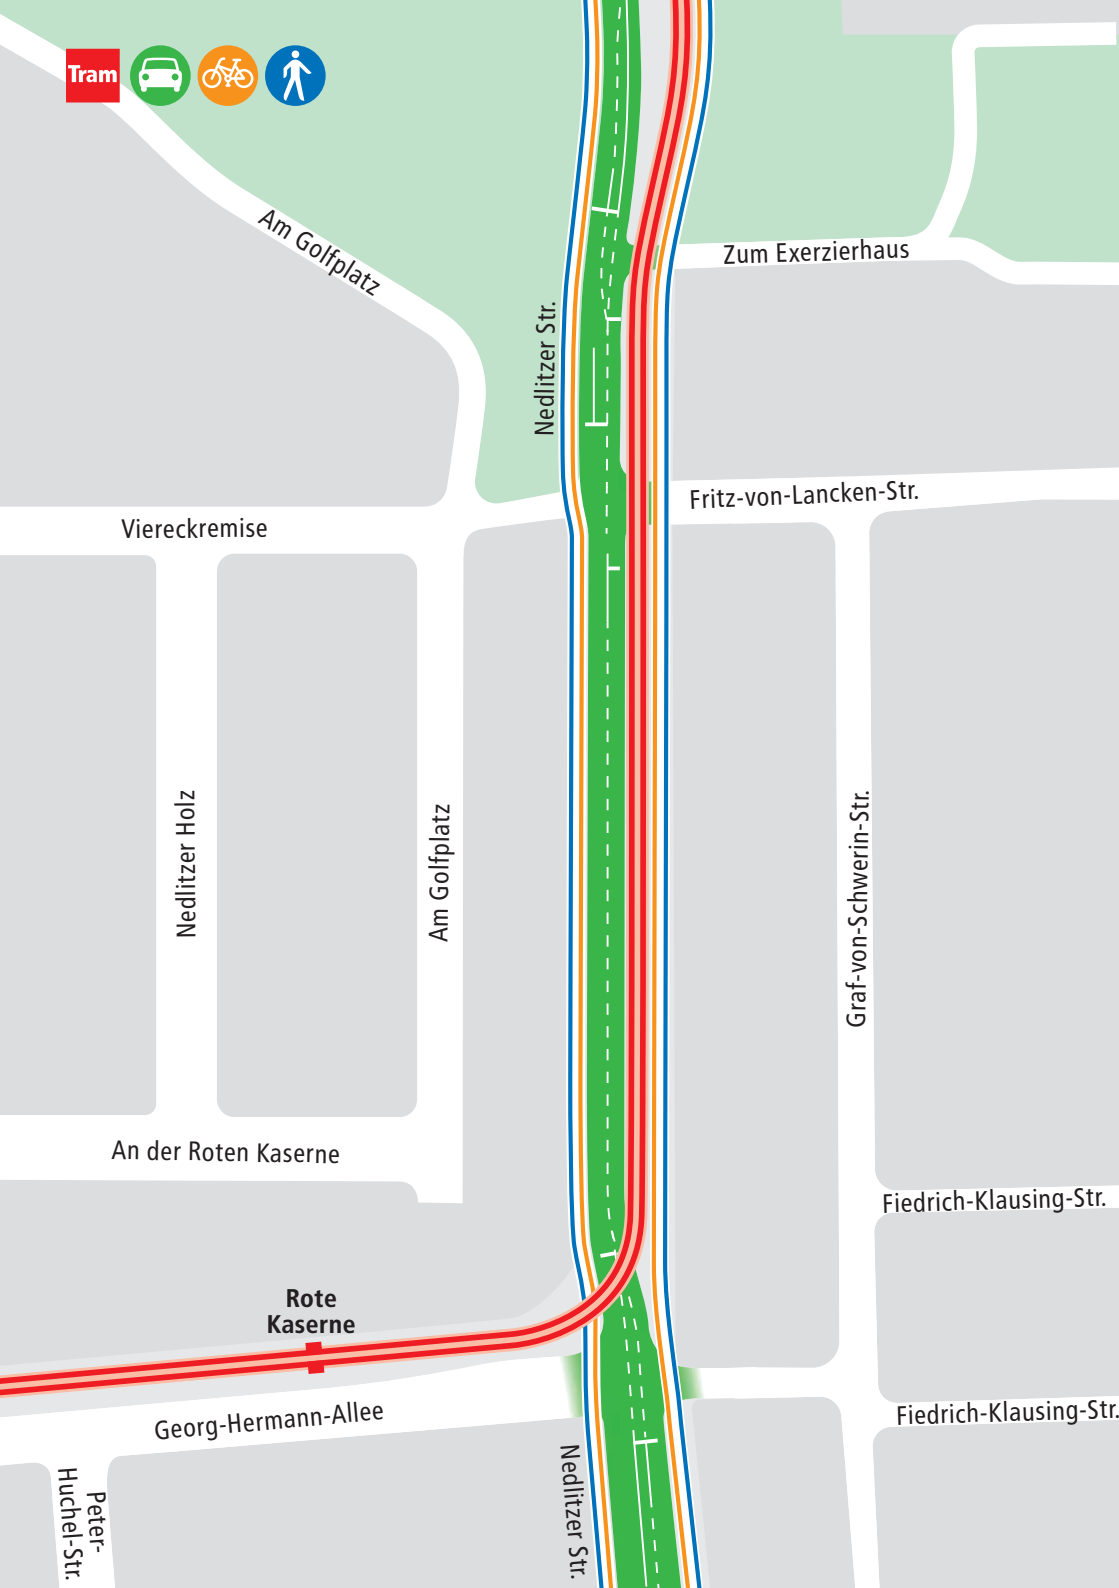 Tram
Am Golfplatz
Zum Exerzierhaus
Nedlitzer Str.
Fritz-von-Lancken-Str.
Viereckremise
Nedlitzer Holz
Am Golfplatz
Graf-von-Schwerin-Str.
An der Roten Kaserne
Fiedrich-Klausing-Str.
Rote
Kaserne
Georg-Hermann-Allee
Fiedrich-Klausing-Str.
Nedlitzer Str.
Peter-
Huchel-Str.